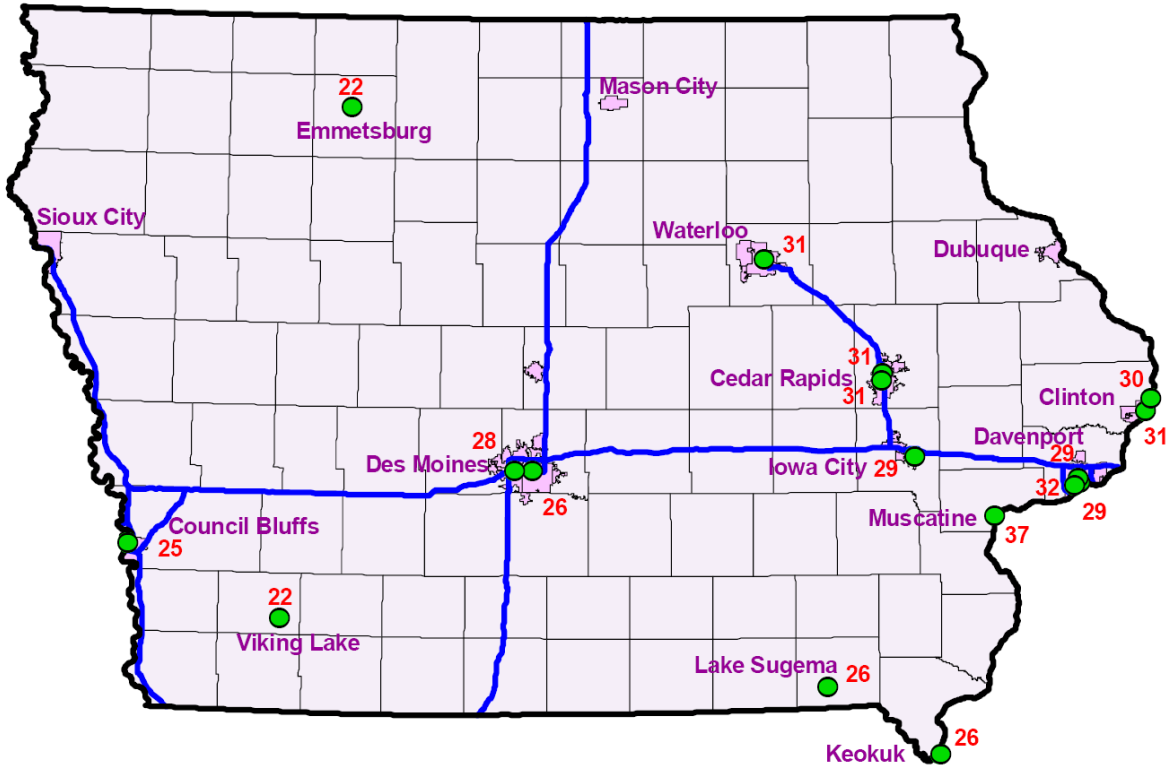 22
Emmetsburg
Mason City
Sioux City
Waterloo
31
Dubuque
31
Cedar Rapids
31
30
Clinton
31
28
Des Moines
26
Iowa City
29
Davenport
29
32
29
Muscatine
37
Council Bluffs
25
22
Viking Lake
Lake Sugema
26
Keokuk
26